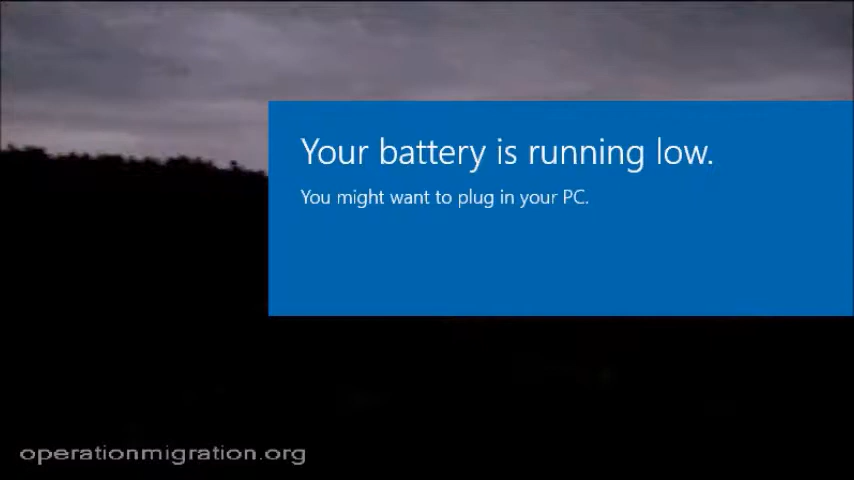 Your battery is running low.
You might want to plug in your PC.
operationmigration.org